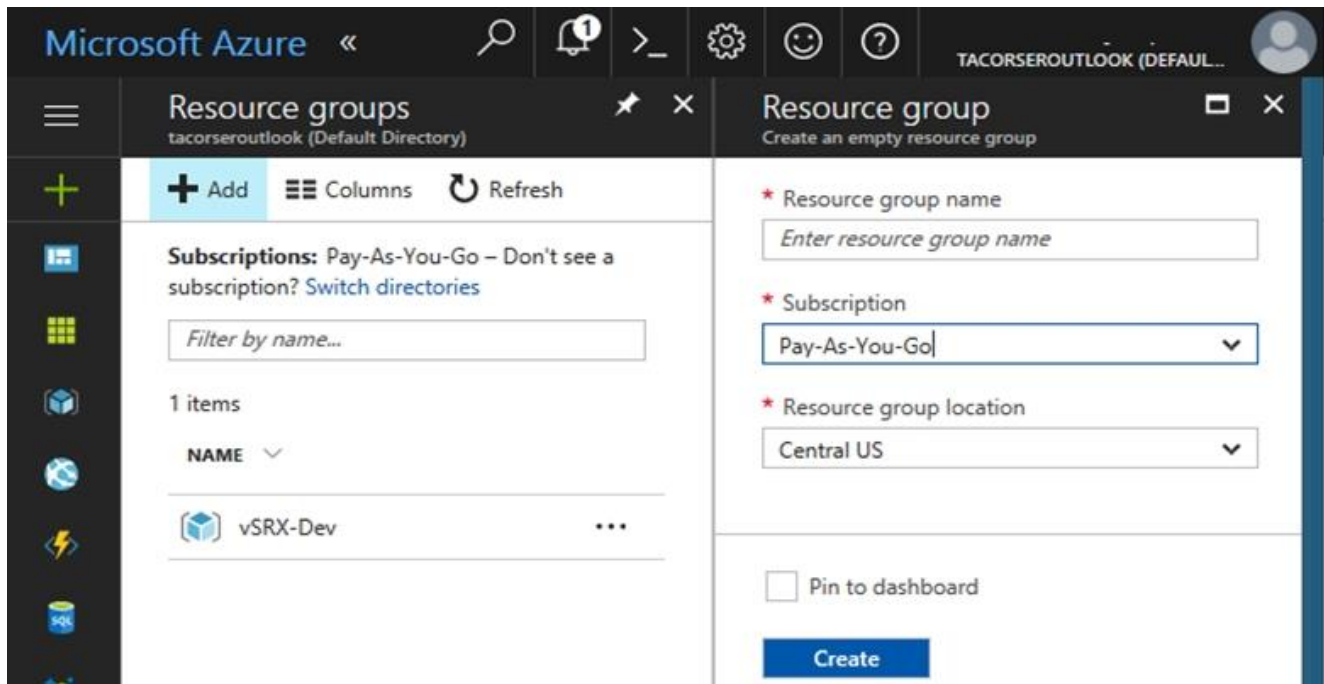 Microsoft Azure «
1
TACORSEROUTLOOK (DEFAUL...
Resource groups
tacorseroutlook (Default Directory)
Add
Columns
Refresh
Subscriptions: Pay-As-You-Go – Don't see a
subscription? Switch directories
Filter by name...
1 items
NAME
vSRX-Dev
...
SQL
Resource group
Create an empty resource group
* Resource group name
Enter resource group name
* Subscription
Pay-As-You-Go
* Resource group location
Central US
Pin to dashboard
Create